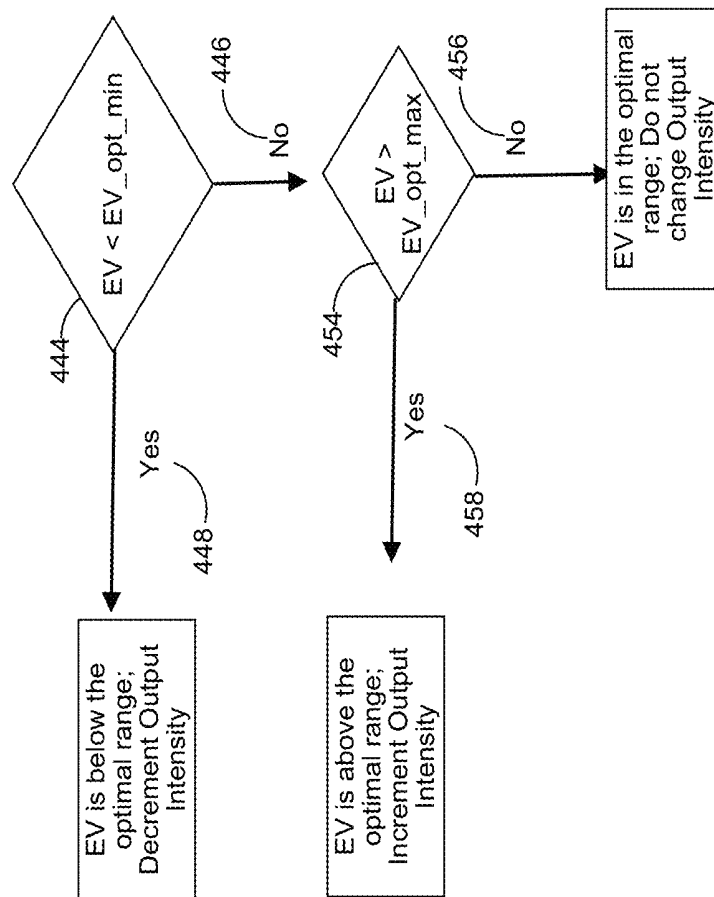 444
EV < EV_opt_min
446
No
Yes
448
EV is below the
optimal range;
Decrement Output
Intensity
454
EV >
EV_opt_max
456
No
Yes
458
EV is above the
optimal range;
Increment Output
Intensity
EV is in the optimal
range; Do not
change Output
Intensity